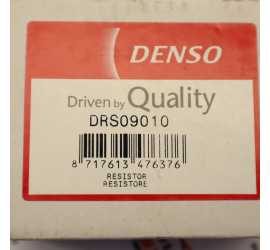 DENSO
Driven by Quality
DRS09010
8 717613 476376
RESISTOR
RESISTORE